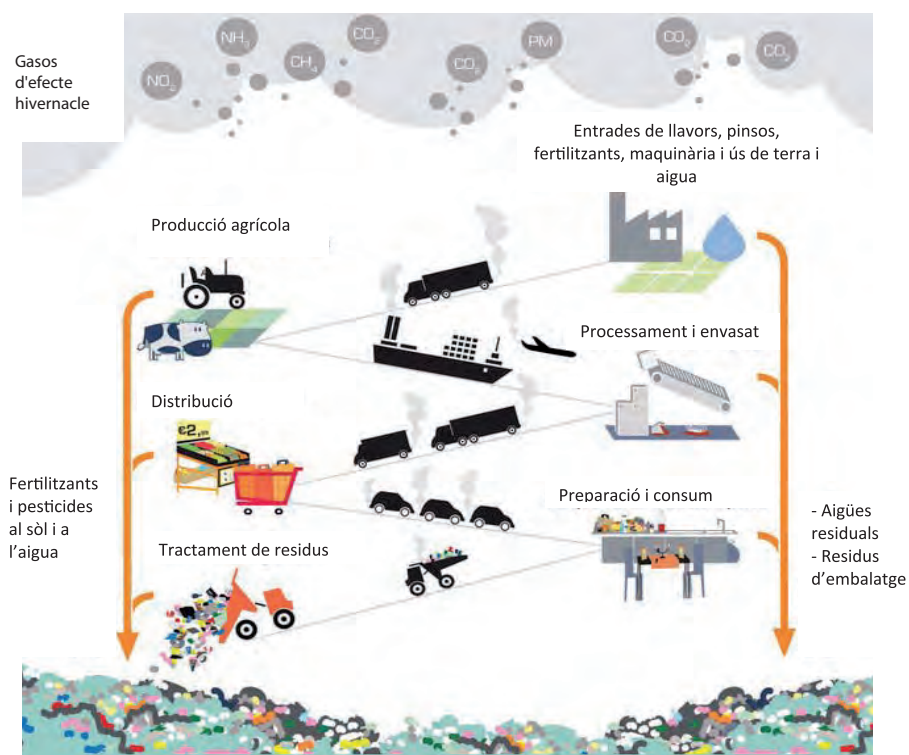 Gasos
d'efecte
hivernacle
NO2
NH3
CH4
CO2
CO2
PM
CO2
CO2
Entrades de llavors, pinsos,
fertilitzants, maquinària i ús de terra i
aigua
Producció agrícola
Processament i envasat
Distribució
€2,99
Fertilitzants
i pesticides
al sòl i a
l'aigua
Preparació i consum
- Aigües
residuals
- Residus
d'embalatge
Tractament de residus